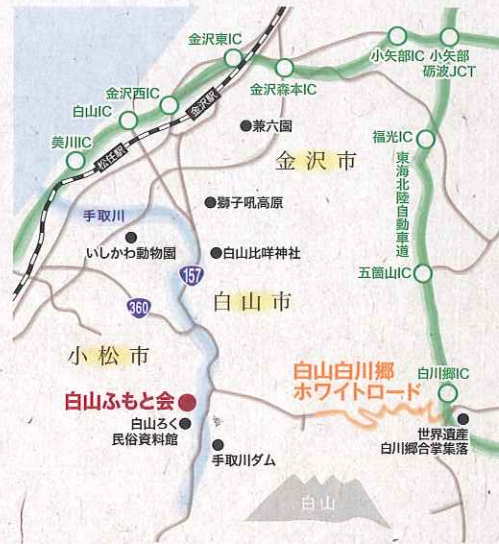 金沢東IC
小矢部IC
小矢部
砺波JCT
金沢西IC
金沢森本IC
白山IC
金沢駅
美川IC
松任駅
兼六園
福光IC
金沢市
東海北陸自動車道
手取川
獅子吼高原
いしかわ動物園
白山比咩神社
157
五箇山IC
360
白山市
小松市
白山白川郷
ホワイトロード
白川郷IC
白山ふもと会
白山ろく
民俗資料館
世界遺産
白川郷合掌集落
手取川ダム
白山